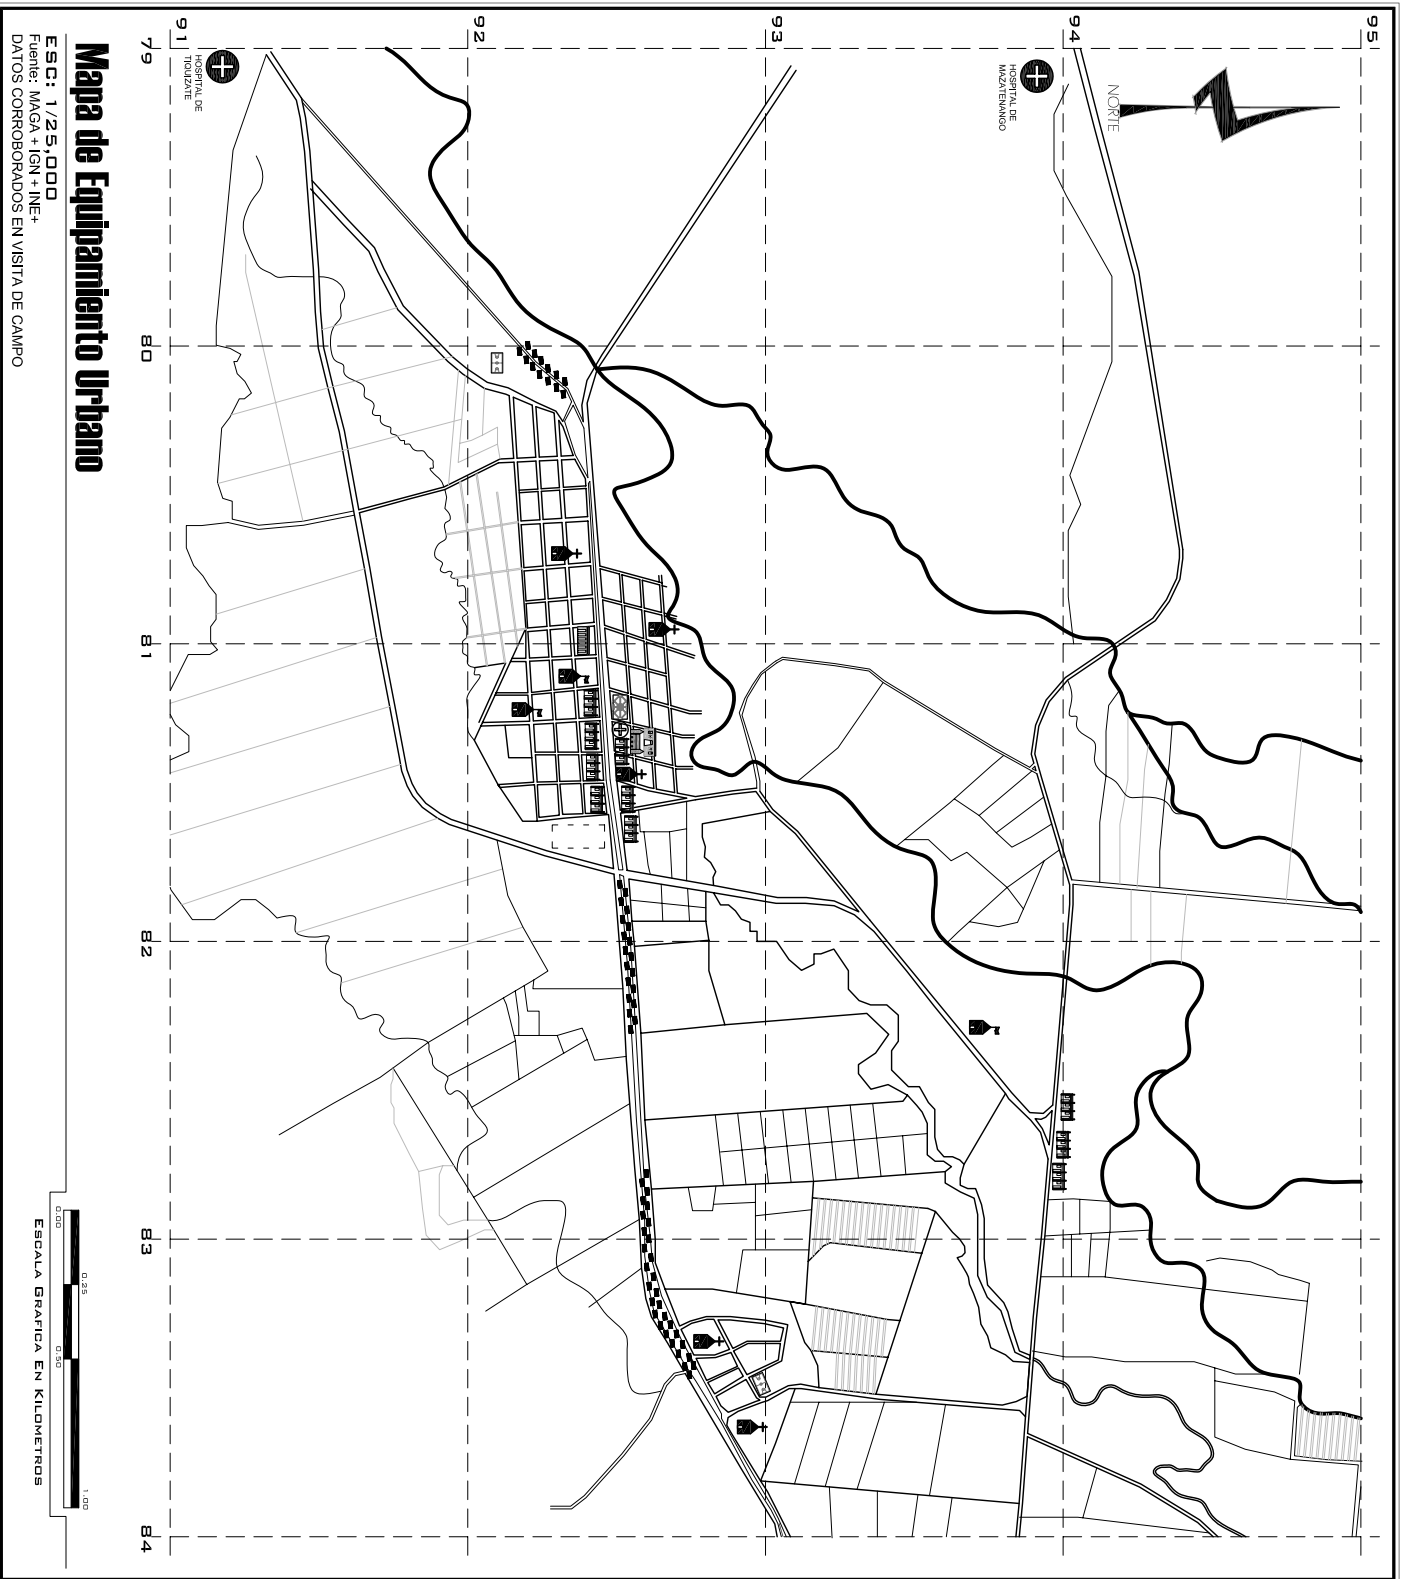 Mapa de Equipamiento Urbano
ESC: 1/25,000
Fuente: MAGA + IGN + INE+
DATOS CORROBORADOS EN VISITA DE CAMPO
NORTE
HOSPITAL DE
MAZATENANGO
HOSPITAL DE
TIQUIZATE
95
94
93
92
91
79
80
81
82
83
84
0.00
0.25
0.50
1.00
ESCALA GRAFICA EN KILOMETROS